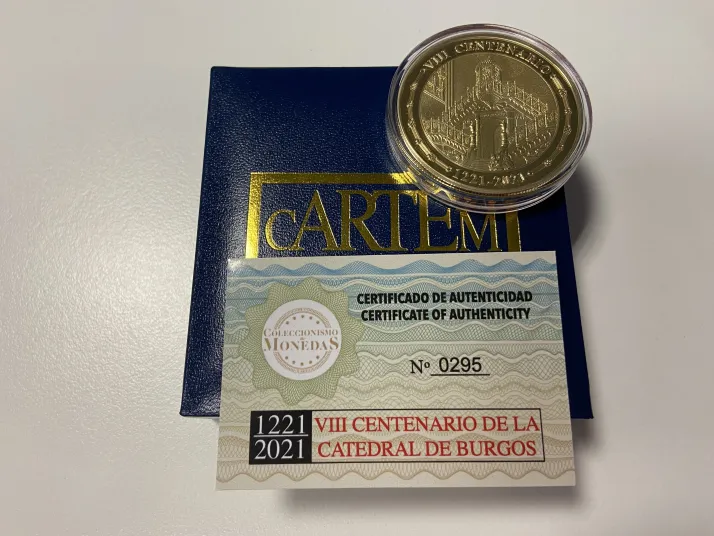 VIII CENTENARIO
1221-2021
CARTEM
CERTIFICADO DE AUTENTICIDAD
CERTIFICATE OF AUTHENTICITY
COLECCIONISMO
DE
MONEDAS
Nº 0295
1221
2021
VIII CENTENARIO DE LA
CATEDRAL DE BURGOS